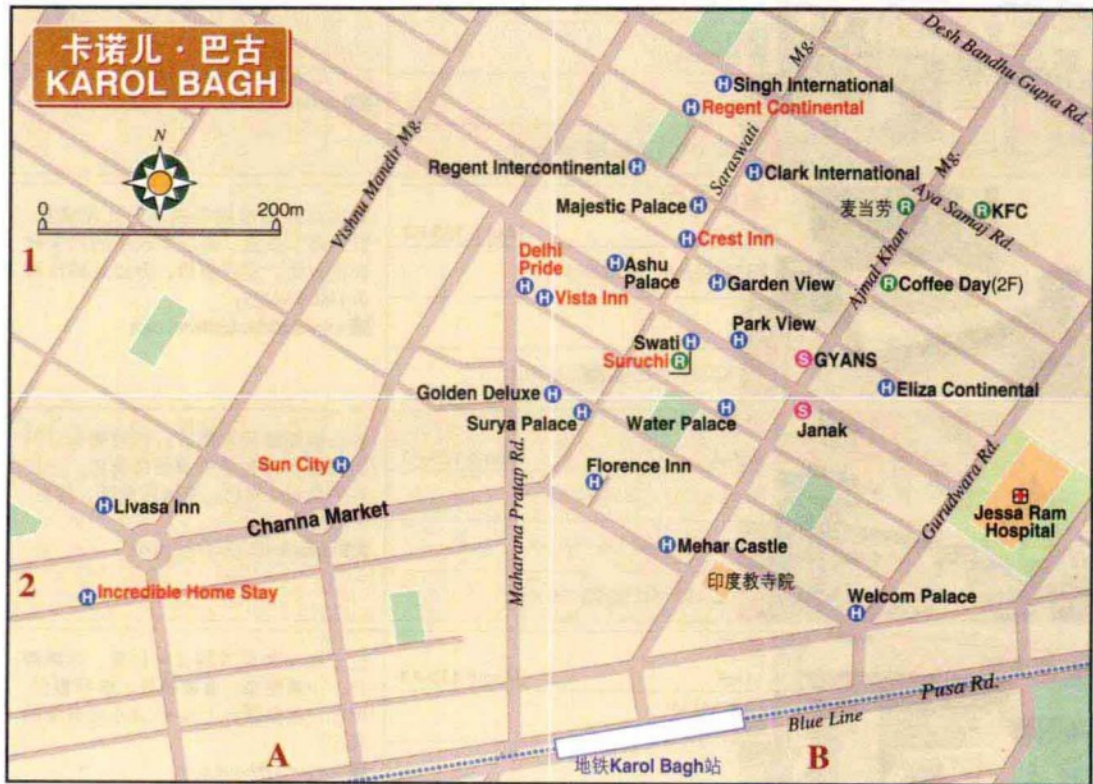 卡诺儿·巴古
KAROL BAGH
N
0
200m
1
2
A
B
Desh Bandhu Gupta Rd.
Vishnu Mandir Mg.
Saraswati Mg.
Ajmal Khan Mg.
Aya Samaj Rd.
Gurudwara Rd.
Maharana Pratap Rd.
Pusa Rd.
Blue Line
H Singh International
H Regent Continental
Regent Intercontinental H
H Clark International
Majestic Palace H
麦当劳 R
R KFC
H Crest Inn
Delhi
Pride
H
H Ashu
Palace
H Vista Inn
H Garden View
R Coffee Day(2F)
Park View
H
Swati H
Suruchi R
S GYANS
Golden Deluxe H
H Eliza Continental
Surya Palace H
Water Palace H
S
Janak
Sun City H
Florence Inn
H
H Livasa Inn
Channa Market
Jessa Ram
Hospital
H Mehar Castle
印度教寺院
H Incredible Home Stay
Welcom Palace
H
地铁Karol Bagh站